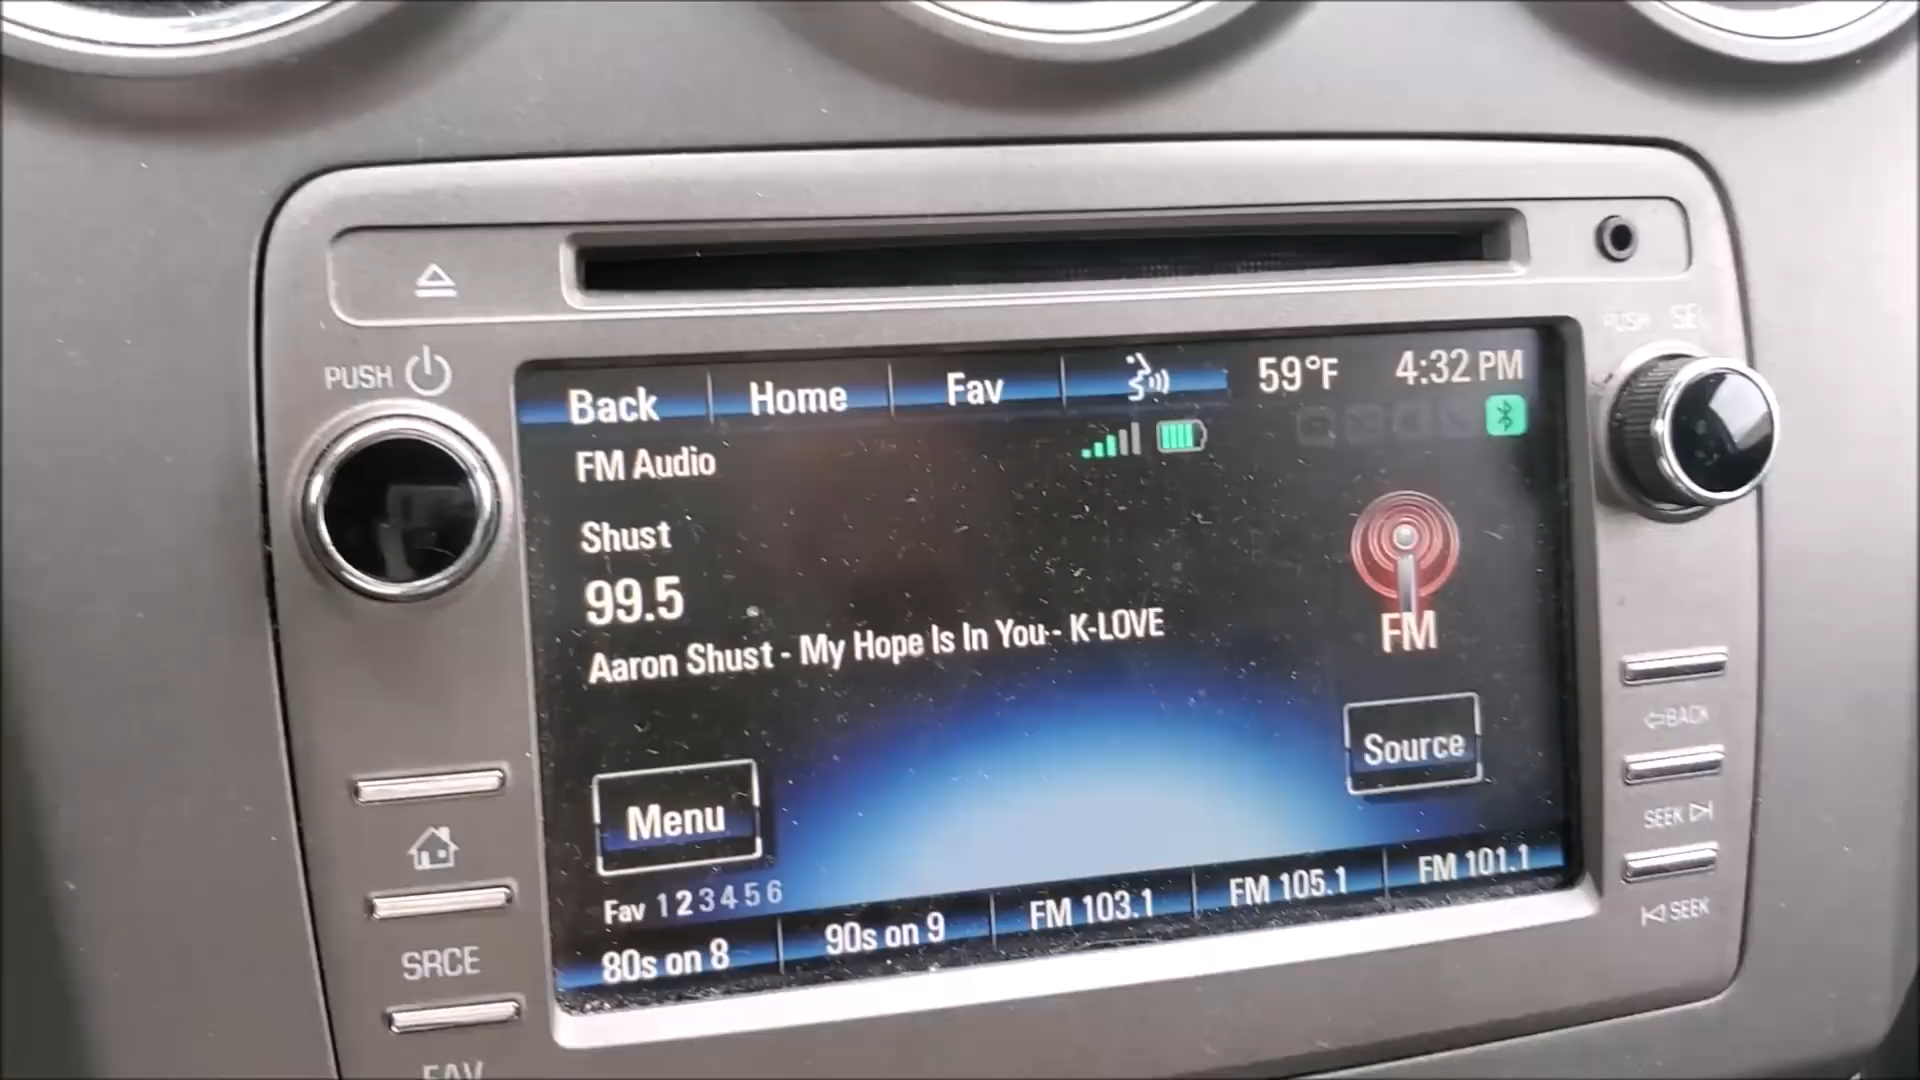 PUSH
PUSH SEL
Back Home Fav 59°F 4:32 PM
FM Audio
Shust
99.5
Aaron Shust - My Hope Is In You-- K-LOVE
FM
Source
Menu
Fav 1 2 3 4 5 6
80s on 8 90s on 9 FM 103.1 FM 105.1 FM 101.1
SRCE
FAV
BACK
SEEK
SEEK